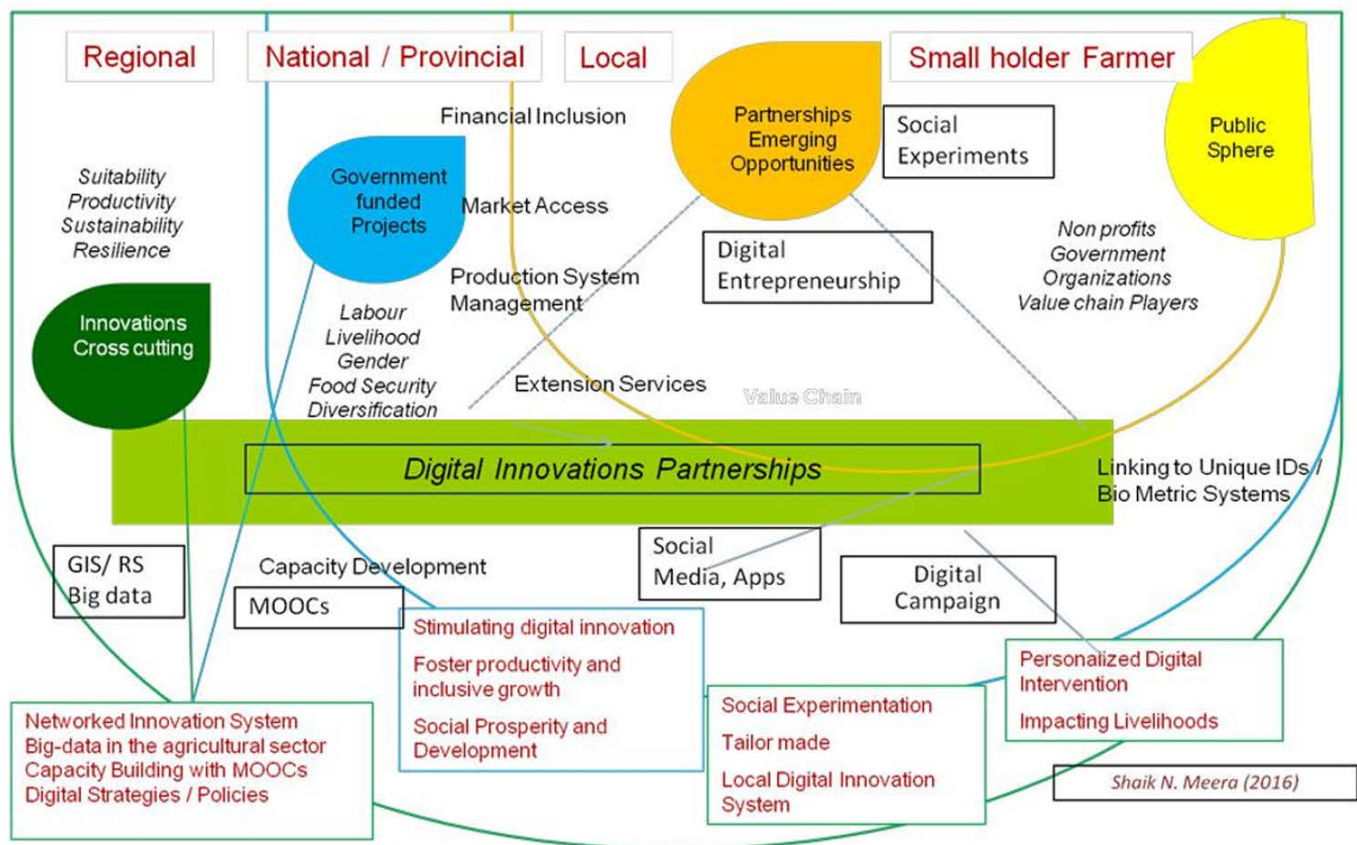 Regional
National / Provincial
Local
Small holder Farmer
Financial Inclusion
Partnerships
Emerging
Opportunities
Social
Experiments
Public
Sphere
Suitability
Productivity
Sustainability
Resilience
Government
funded
Projects
Market Access
Digital
Entrepreneurship
Non profits
Government
Organizations
Value chain Players
Production System
Management
Innovations
Cross cutting
Labour
Livelihood
Gender
Food Security
Diversification
Extension Services
Value Chain
Digital Innovations Partnerships
Linking to Unique IDs /
Bio Metric Systems
GIS/ RS
Big data
Capacity Development
MOOCs
Social
Media, Apps
Digital
Campaign
Stimulating digital innovation
Foster productivity and
inclusive growth
Social Prosperity and
Development
Personalized Digital
Intervention
Impacting Livelihoods
Networked Innovation System
Big-data in the agricultural sector
Capacity Building with MOOCs
Digital Strategies / Policies
Social Experimentation
Tailor made
Local Digital Innovation
System
Shaik N. Meera (2016)